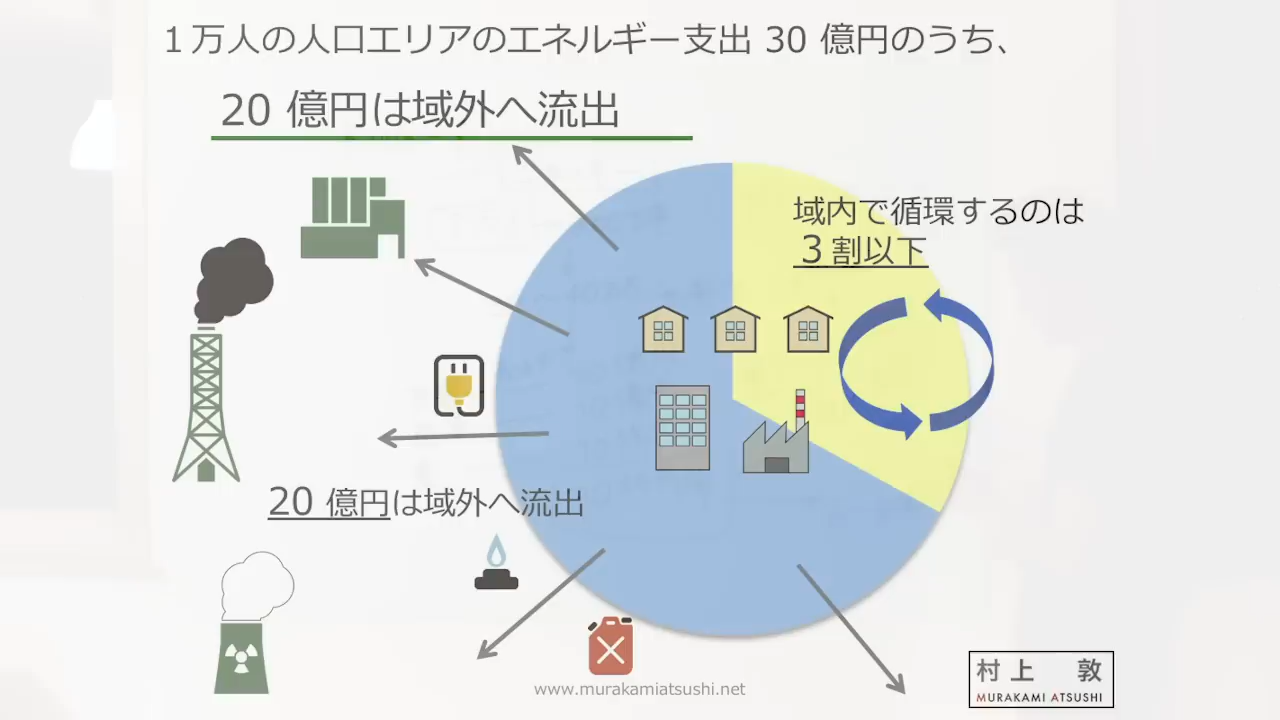 １万人の人口エリアのエネルギー支出 30 億円のうち、
20 億円は域外へ流出
域内で循環するのは
３割以下
20 億円は域外へ流出
www.murakamiatsushi.net
村上 敦
MURAKAMI ATSUSHI